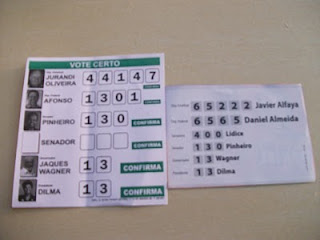 VOTE CERTO
JURANDI OLIVEIRA 4 4 1 4 7
AFONSO 1 3 0 1
PINHEIRO 1 3 0 CONFIRMA
SENADOR CONFIRMA
JAQUES WAGNER 1 3 CONFIRMA
DILMA 1 3 CONFIRMA
6 5 2 2 2 Javier Alfaya
6 5 6 5 Daniel Almeida
4 0 0 Lídice
1 3 0 Pinheiro
1 3 Wagner
1 3 Dilma